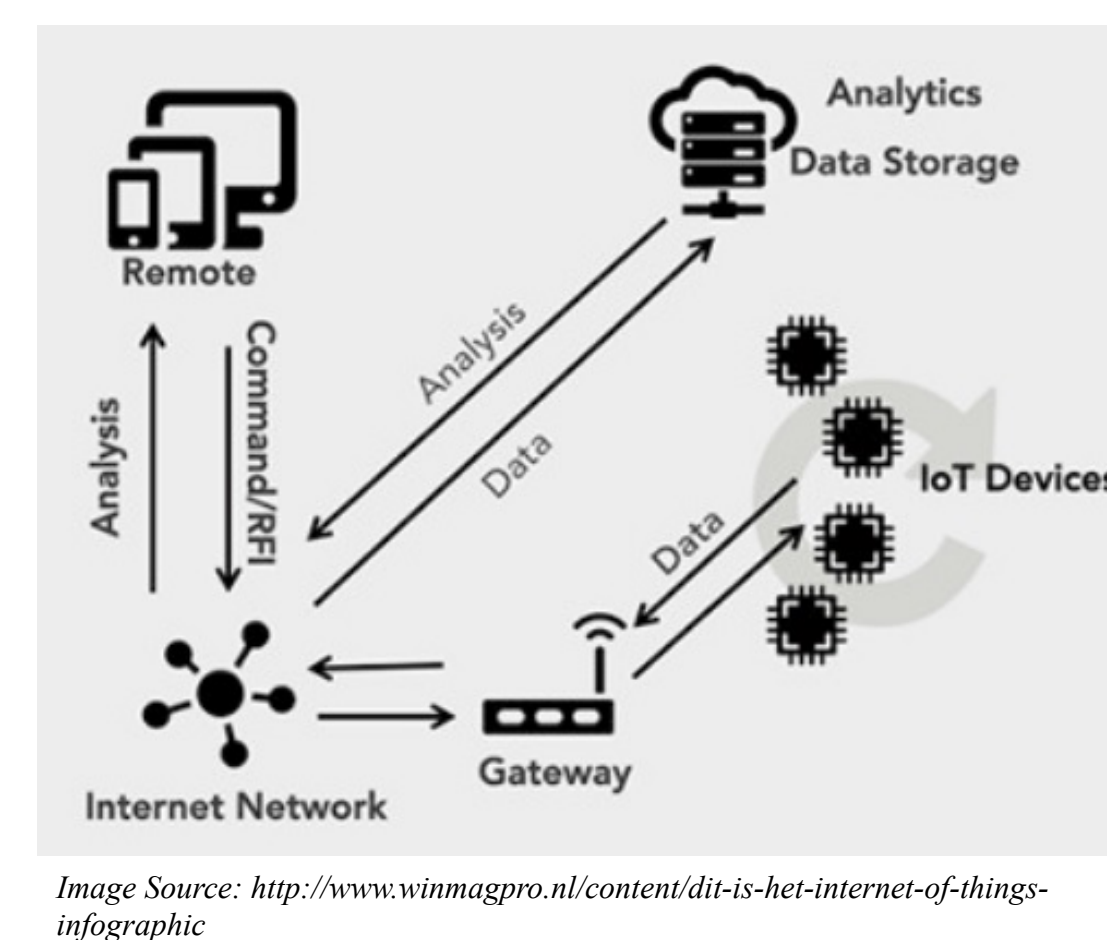 Analytics
Data Storage
Remote
Analysis
Command/RFI
Analysis
Data
Data
IoT Devices
Gateway
Internet Network
Image Source: http://www.winmagpro.nl/content/dit-is-het-internet-of-things-
infographic